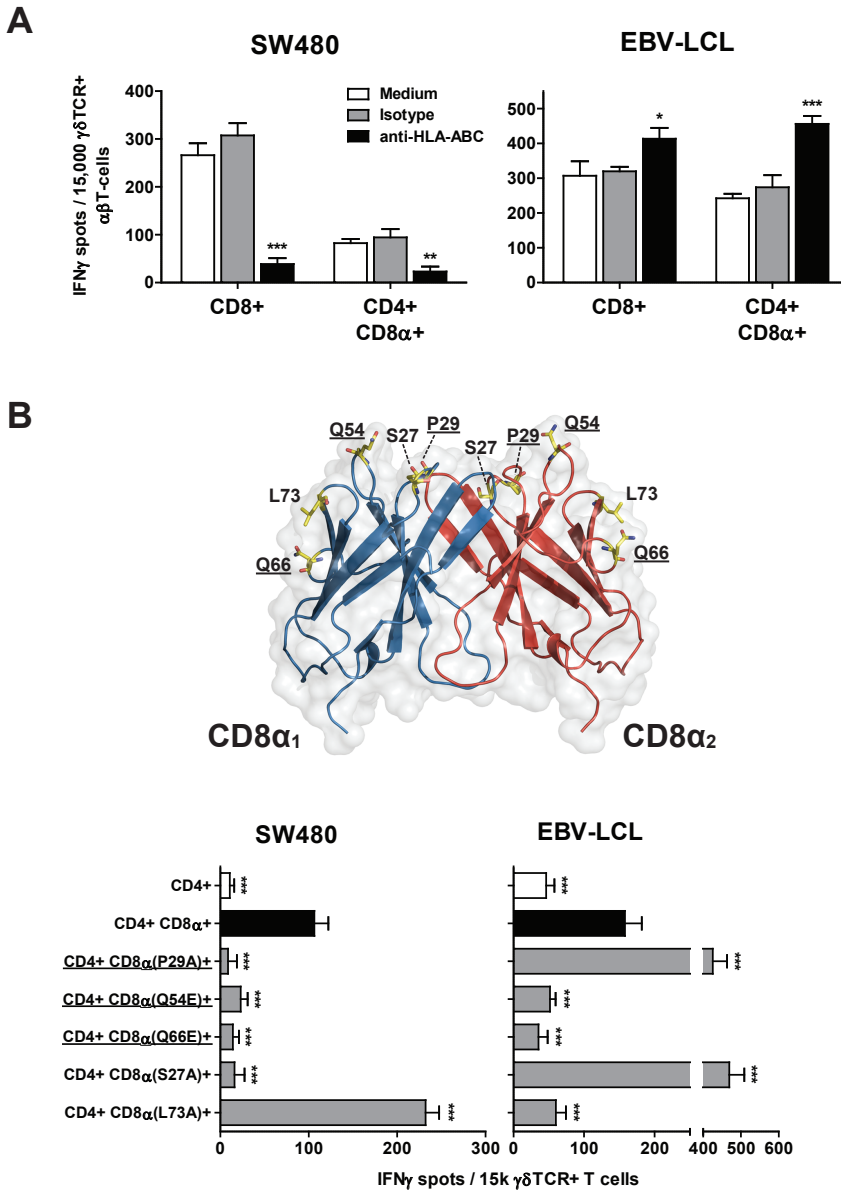 A
SW480
EBV-LCL
IFNγ spots / 15,000 γδTCR+
αβT-cells
400
300
200
100
0
Medium
Isotype
anti-HLA-ABC
***
**
CD8+
CD4+
CD8α+
500
400
300
200
100
0
*
***
CD8+
CD4+
CD8α+
B
Q54
S27
P29
S27
P29
Q54
L73
L73
Q66
Q66
CD8α1
CD8α2
SW480
EBV-LCL
CD4+
***
***
CD4+ CD8α+
CD4+ CD8α(P29A)+
***
***
CD4+ CD8α(Q54E)+
***
***
CD4+ CD8α(Q66E)+
***
***
CD4+ CD8α(S27A)+
***
***
CD4+ CD8α(L73A)+
***
***
0 100 200 300
0 100 200 400 500 600
IFNγ spots / 15k γδTCR+ T cells